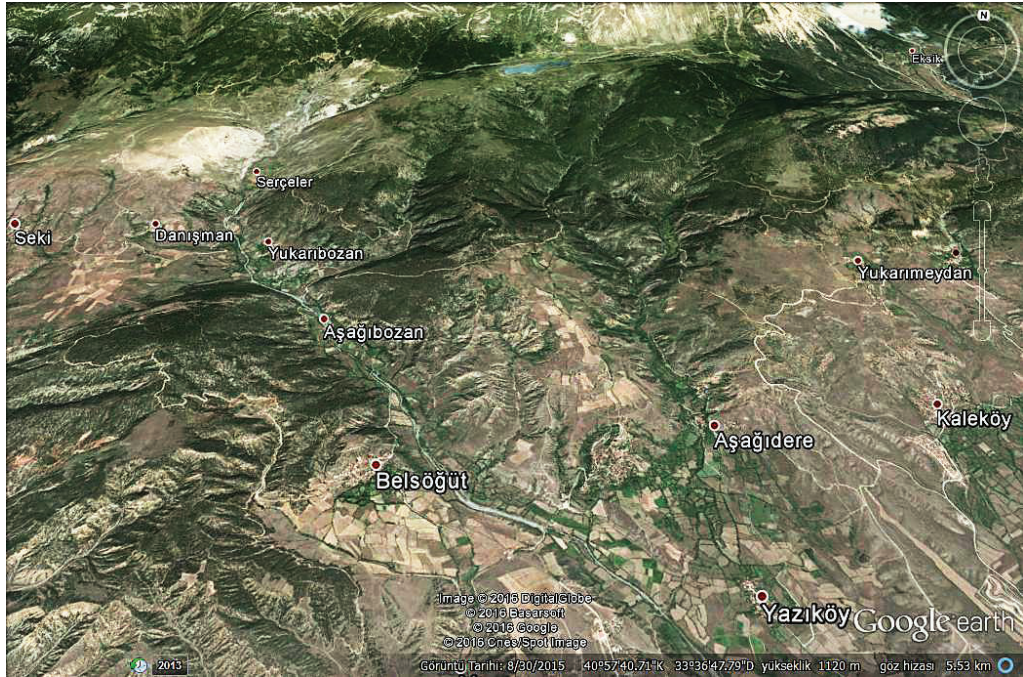 N
Eksik
Serçeler
Seki
Danışman
Yukarıbozan
Yukarımeydan
Aşağıbozan
Kaleköy
Aşağıdere
Belsöğüt
Yazıköy
Image © 2016 DigitalGlobe
© 2016 Basarsoft
© 2016 Google
© 2016 Cnes/Spot Image
Google earth
2013
Görüntü Tarihi: 8/30/2015 40°57'40.71"K 33°36'47.79"D yükseklik 1120 m göz hizası 5.53 km